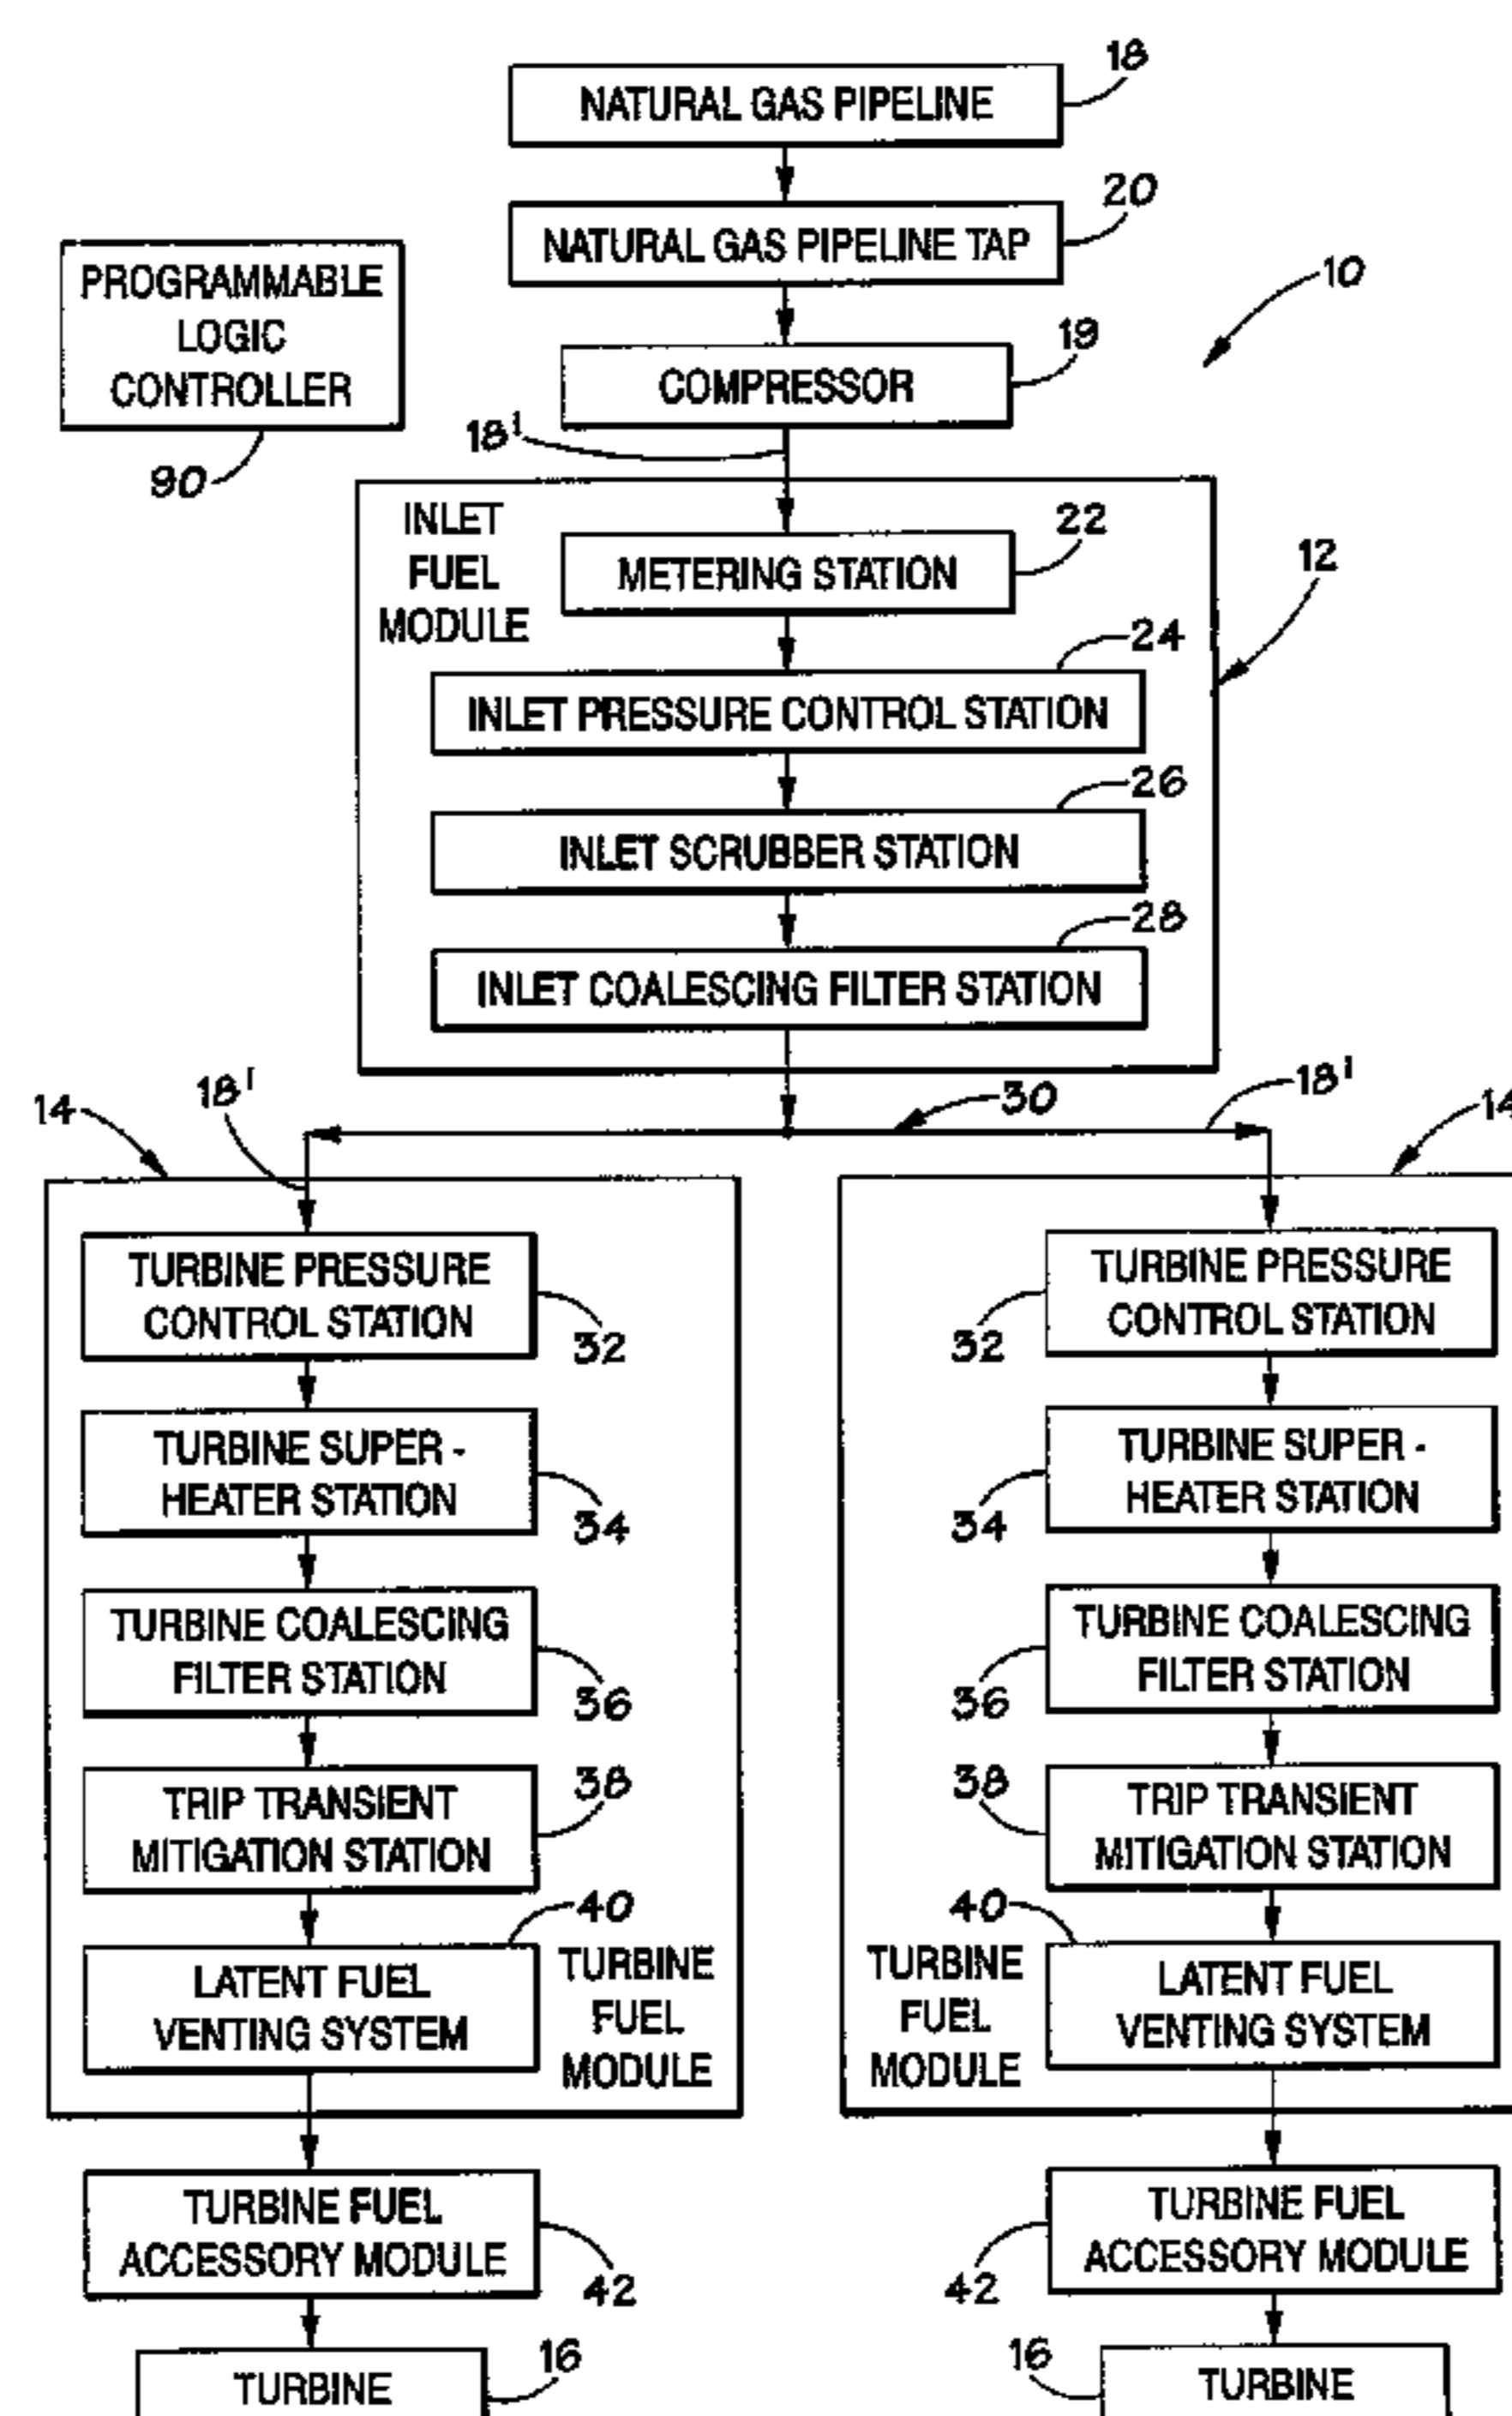 18
NATURAL GAS PIPELINE
20
NATURAL GAS PIPELINE TAP
10
PROGRAMMABLE
LOGIC
CONTROLLER
90
19
COMPRESSOR
18'
INLET
FUEL
MODULE
22
METERING STATION
12
24
INLET PRESSURE CONTROL STATION
26
INLET SCRUBBER STATION
28
INLET COALESCING FILTER STATION
14
18'
30
18'
14
TURBINE PRESSURE
CONTROL STATION
32
TURBINE SUPER -
HEATER STATION
34
TURBINE COALESCING
FILTER STATION
36
TRIP TRANSIENT
MITIGATION STATION
38
40
LATENT FUEL
VENTING SYSTEM
TURBINE
FUEL
MODULE
TURBINE FUEL
ACCESSORY MODULE
42
TURBINE
16
TURBINE PRESSURE
CONTROL STATION
32
TURBINE SUPER -
HEATER STATION
34
TURBINE COALESCING
FILTER STATION
36
TRIP TRANSIENT
MITIGATION STATION
38
40
LATENT FUEL
VENTING SYSTEM
TURBINE
FUEL
MODULE
TURBINE FUEL
ACCESSORY MODULE
42
16
TURBINE